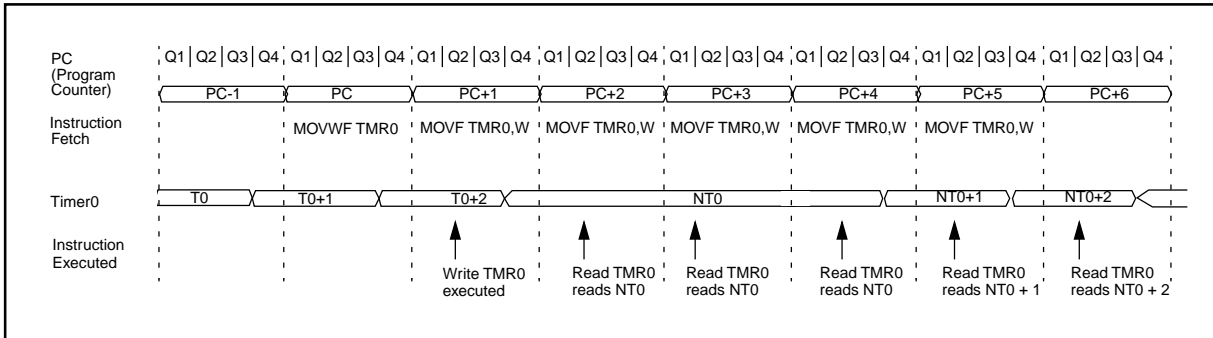 PC
(Program
Counter)
Q1 Q2 Q3 Q4 Q1 Q2 Q3 Q4 Q1 Q2 Q3 Q4 Q1 Q2 Q3 Q4 Q1 Q2 Q3 Q4 Q1 Q2 Q3 Q4 Q1 Q2 Q3 Q4 Q1 Q2 Q3 Q4
PC-1 PC PC+1 PC+2 PC+3 PC+4 PC+5 PC+6
Instruction
Fetch
MOVWF TMR0 MOVF TMR0,W MOVF TMR0,W MOVF TMR0,W MOVF TMR0,W MOVF TMR0,W
Timer0
T0 T0+1 T0+2 NT0 NT0+1 NT0+2
Instruction
Executed
Write TMR0
executed
Read TMR0
reads NT0
Read TMR0
reads NT0
Read TMR0
reads NT0
Read TMR0
reads NT0 + 1
Read TMR0
reads NT0 + 2